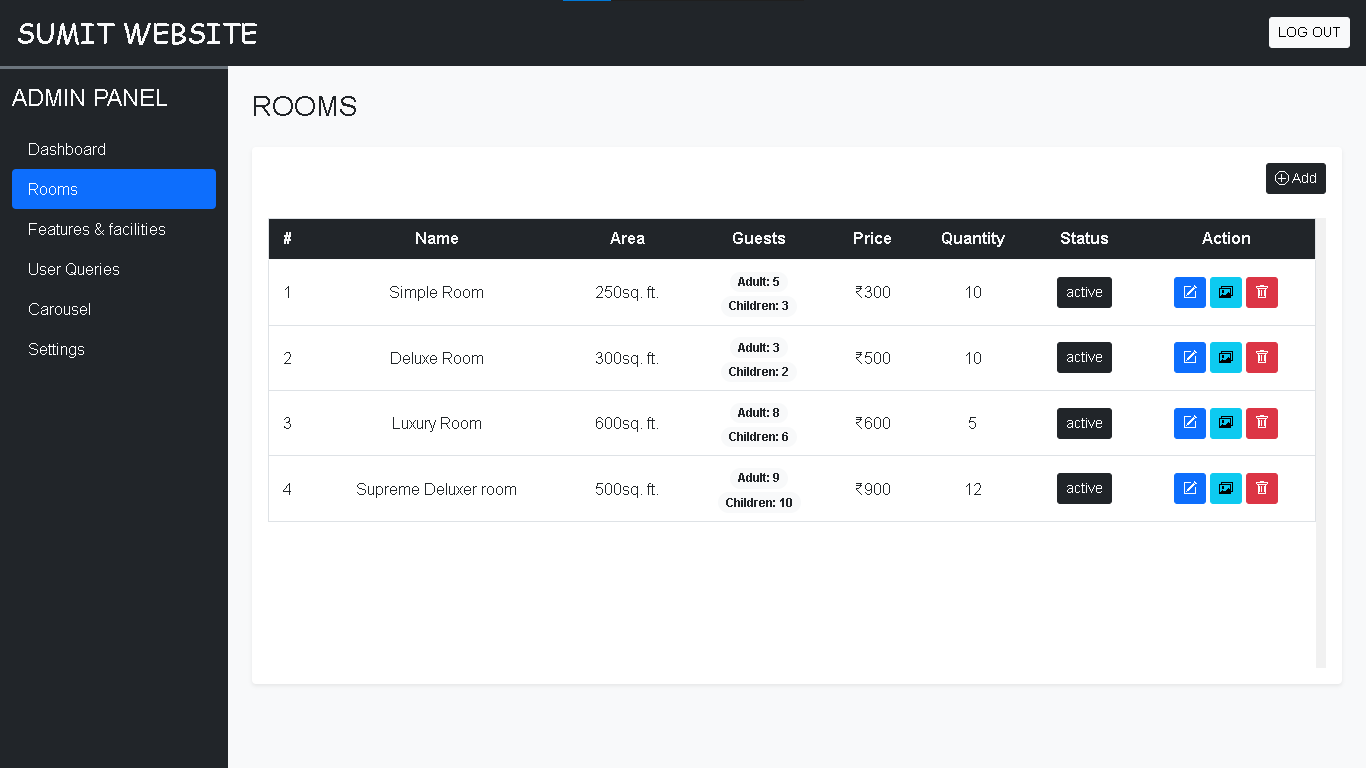 SUMIT WEBSITE
LOG OUT
ADMIN PANEL
Dashboard
Rooms
Features & facilities
User Queries
Carousel
Settings
ROOMS
Add
# Name Area Guests Price Quantity Status Action
1 Simple Room 250sq. ft. Adult: 5 Children: 3 ₹300 10 active
2 Deluxe Room 300sq. ft. Adult: 3 Children: 2 ₹500 10 active
3 Luxury Room 600sq. ft. Adult: 8 Children: 6 ₹600 5 active
4 Supreme Deluxer room 500sq. ft. Adult: 9 Children: 10 ₹900 12 active